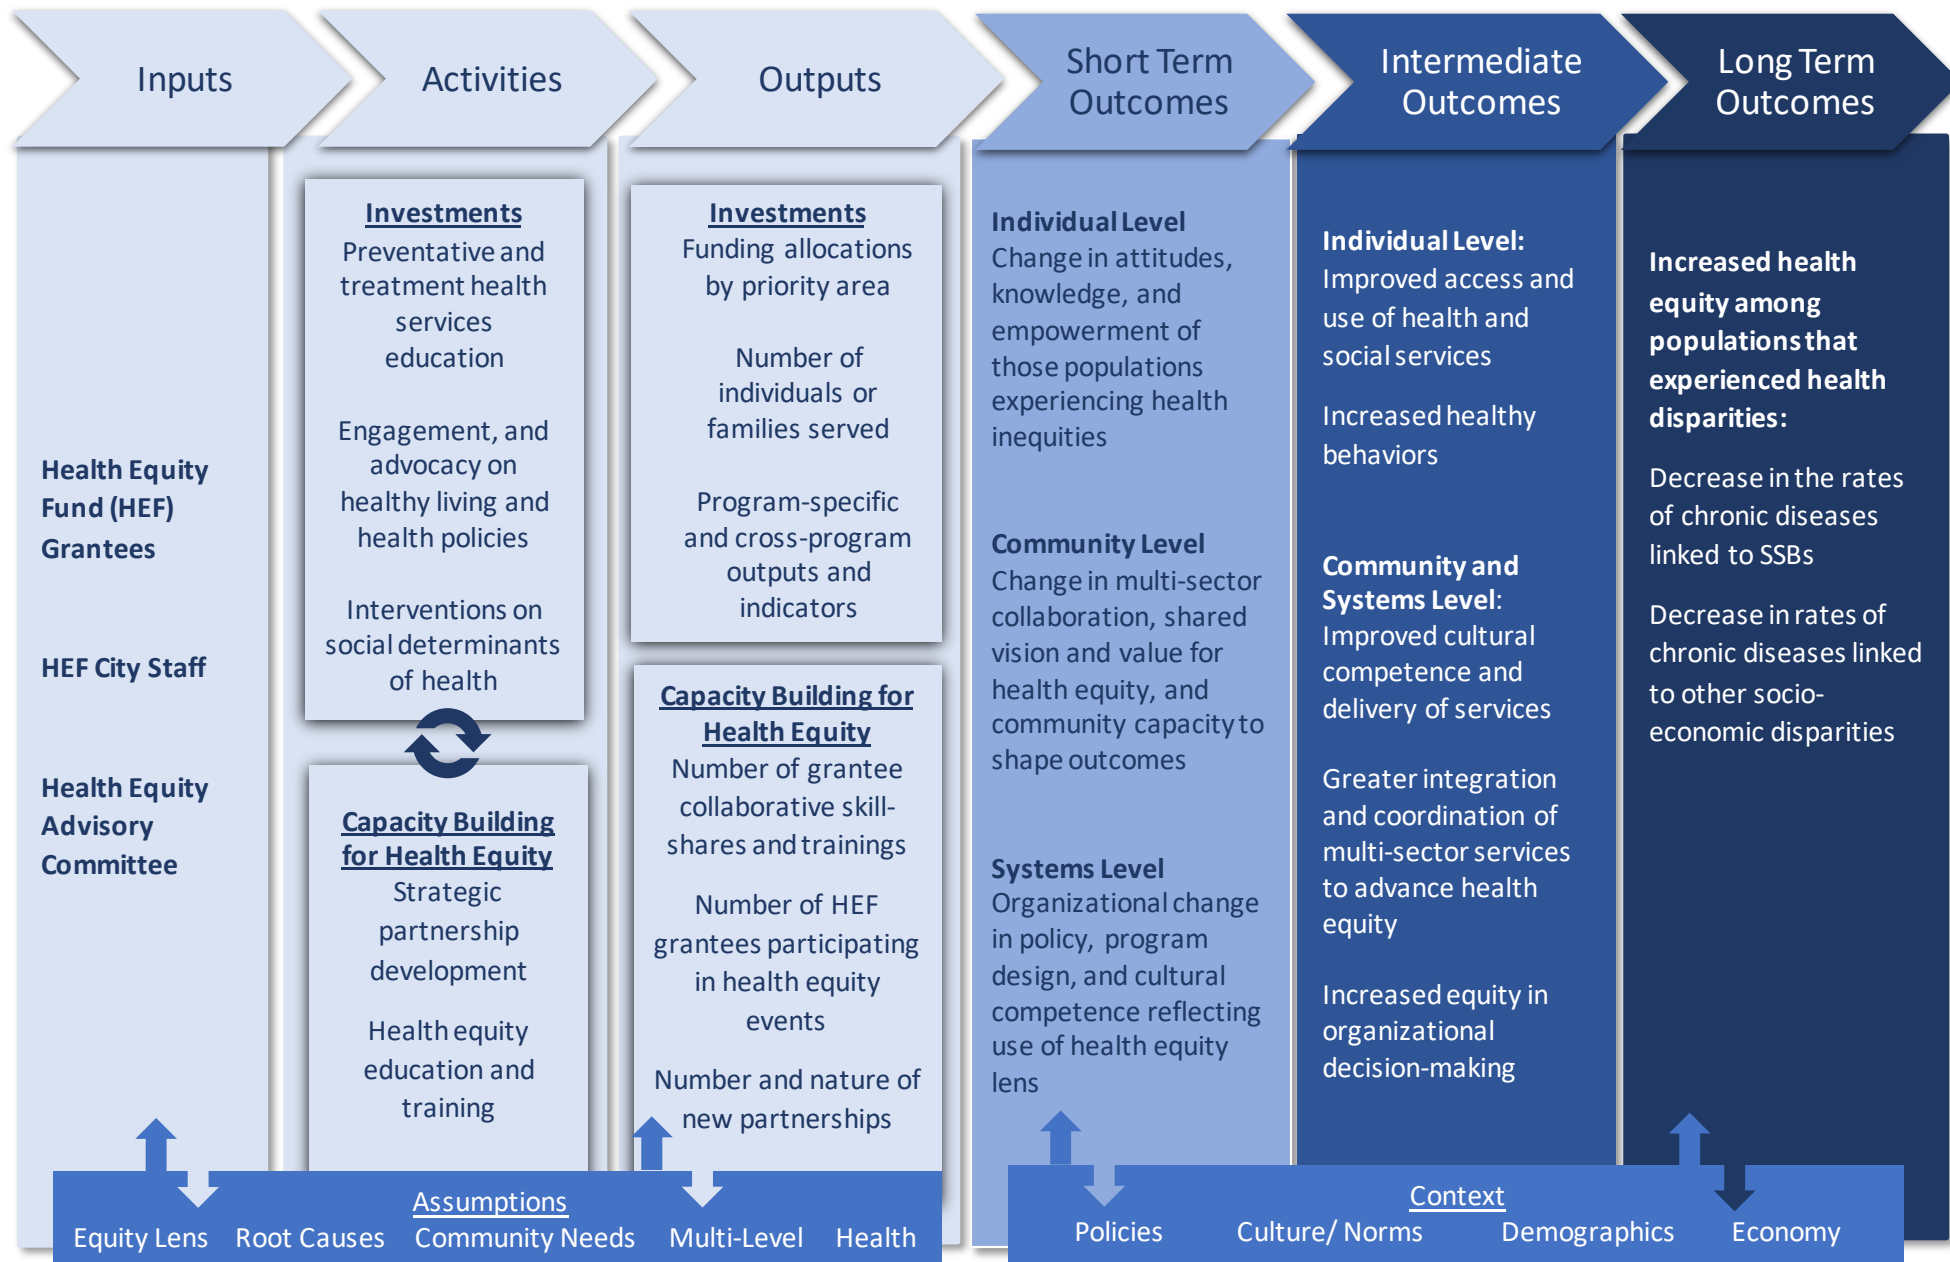 Inputs
Activities
Outputs
Short Term
Outcomes
Intermediate
Outcomes
Long Term
Outcomes
Health Equity
Fund (HEF)
Grantees
HEF City Staff
Health Equity
Advisory
Committee
Investments
Preventative and
treatment health
services
education
Engagement, and
advocacy on
healthy living and
health policies
Interventions on
social determinants
of health
Capacity Building
for Health Equity
Strategic
partnership
development
Health equity
education and
training
Investments
Funding allocations
by priority area
Number of
individuals or
families served
Program-specific
and cross-program
outputs and
indicators
Capacity Building for
Health Equity
Number of grantee
collaborative skill-
shares and trainings
Number of HEF
grantees participating
in health equity
events
Number and nature of
new partnerships
Individual Level
Change in attitudes,
knowledge, and
empowerment of
those populations
experiencing health
inequities
Community Level
Change in multi-sector
collaboration, shared
vision and value for
health equity, and
community capacity to
shape outcomes
Systems Level
Organizational change
in policy, program
design, and cultural
competence reflecting
use of health equity
lens
Individual Level:
Improved access and
use of health and
social services
Increased healthy
behaviors
Community and
Systems Level:
Improved cultural
competence and
delivery of services
Greater integration
and coordination of
multi-sector services
to advance health
equity
Increased equity in
organizational
decision-making
Increased health
equity among
populations that
experienced health
disparities:
Decrease in the rates
of chronic diseases
linked to SSBs
Decrease in rates of
chronic diseases linked
to other socio-
economic disparities
Assumptions
Equity Lens Root Causes Community Needs Multi-Level Health
Context
Policies Culture/ Norms Demographics Economy